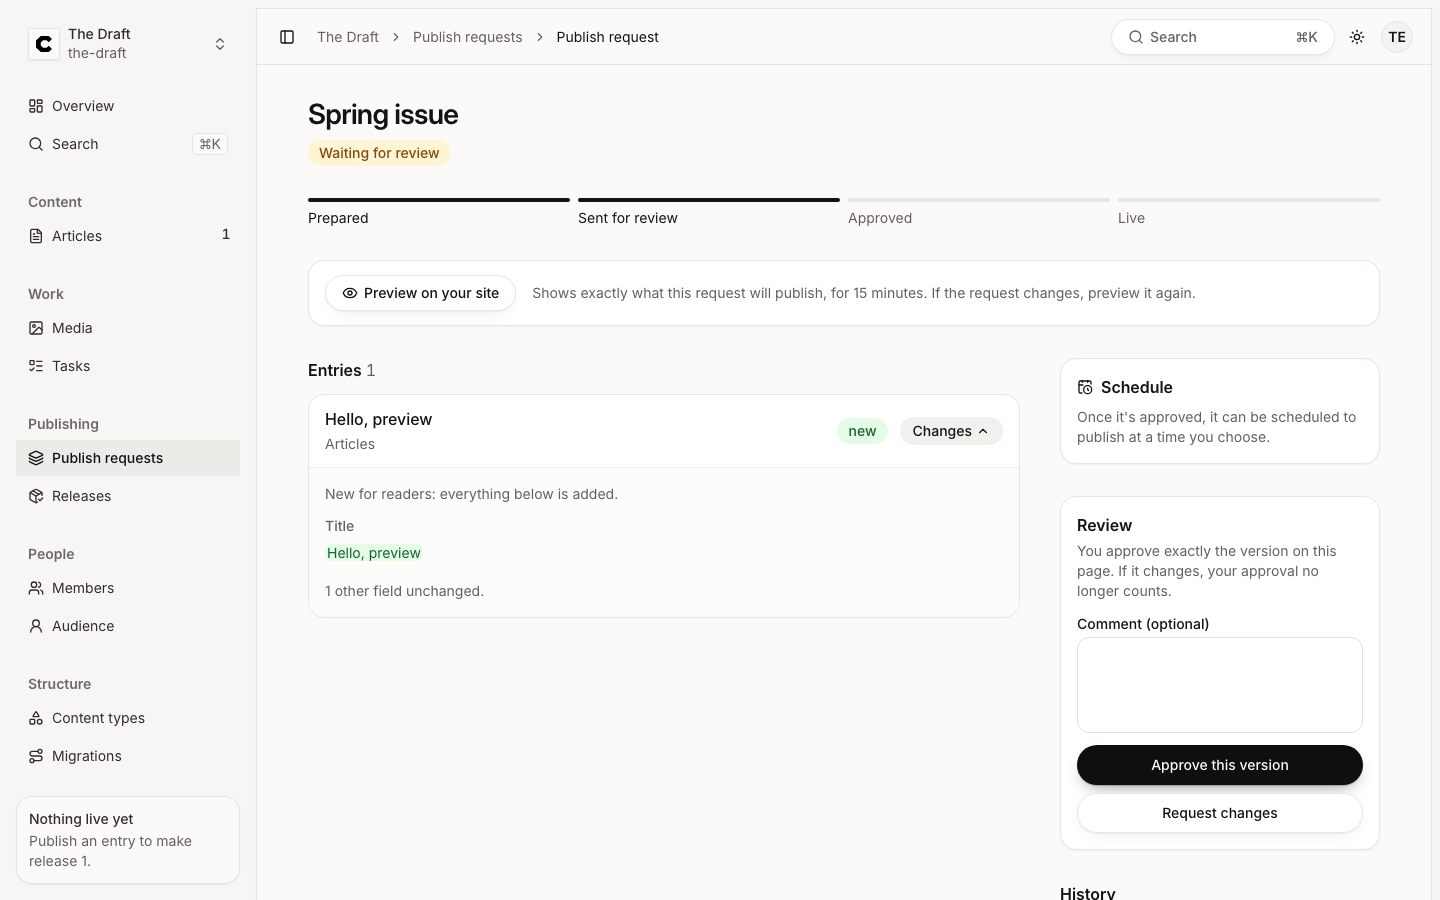 The Draft
the-draft
Overview
Search ⌘K
Content
Articles 1
Work
Media
Tasks
Publishing
Publish requests
Releases
People
Members
Audience
Structure
Content types
Migrations
Nothing live yet
Publish an entry to make
release 1.
The Draft > Publish requests > Publish request
Search ⌘K
TE
Spring issue
Waiting for review
Prepared
Sent for review
Approved
Live
Preview on your site
Shows exactly what this request will publish, for 15 minutes. If the request changes, preview it again.
Entries 1
Hello, preview
Articles
new
Changes
New for readers: everything below is added.
Title
Hello, preview
1 other field unchanged.
Schedule
Once it's approved, it can be scheduled to
publish at a time you choose.
Review
You approve exactly the version on this
page. If it changes, your approval no
longer counts.
Comment (optional)
Approve this version
Request changes
History